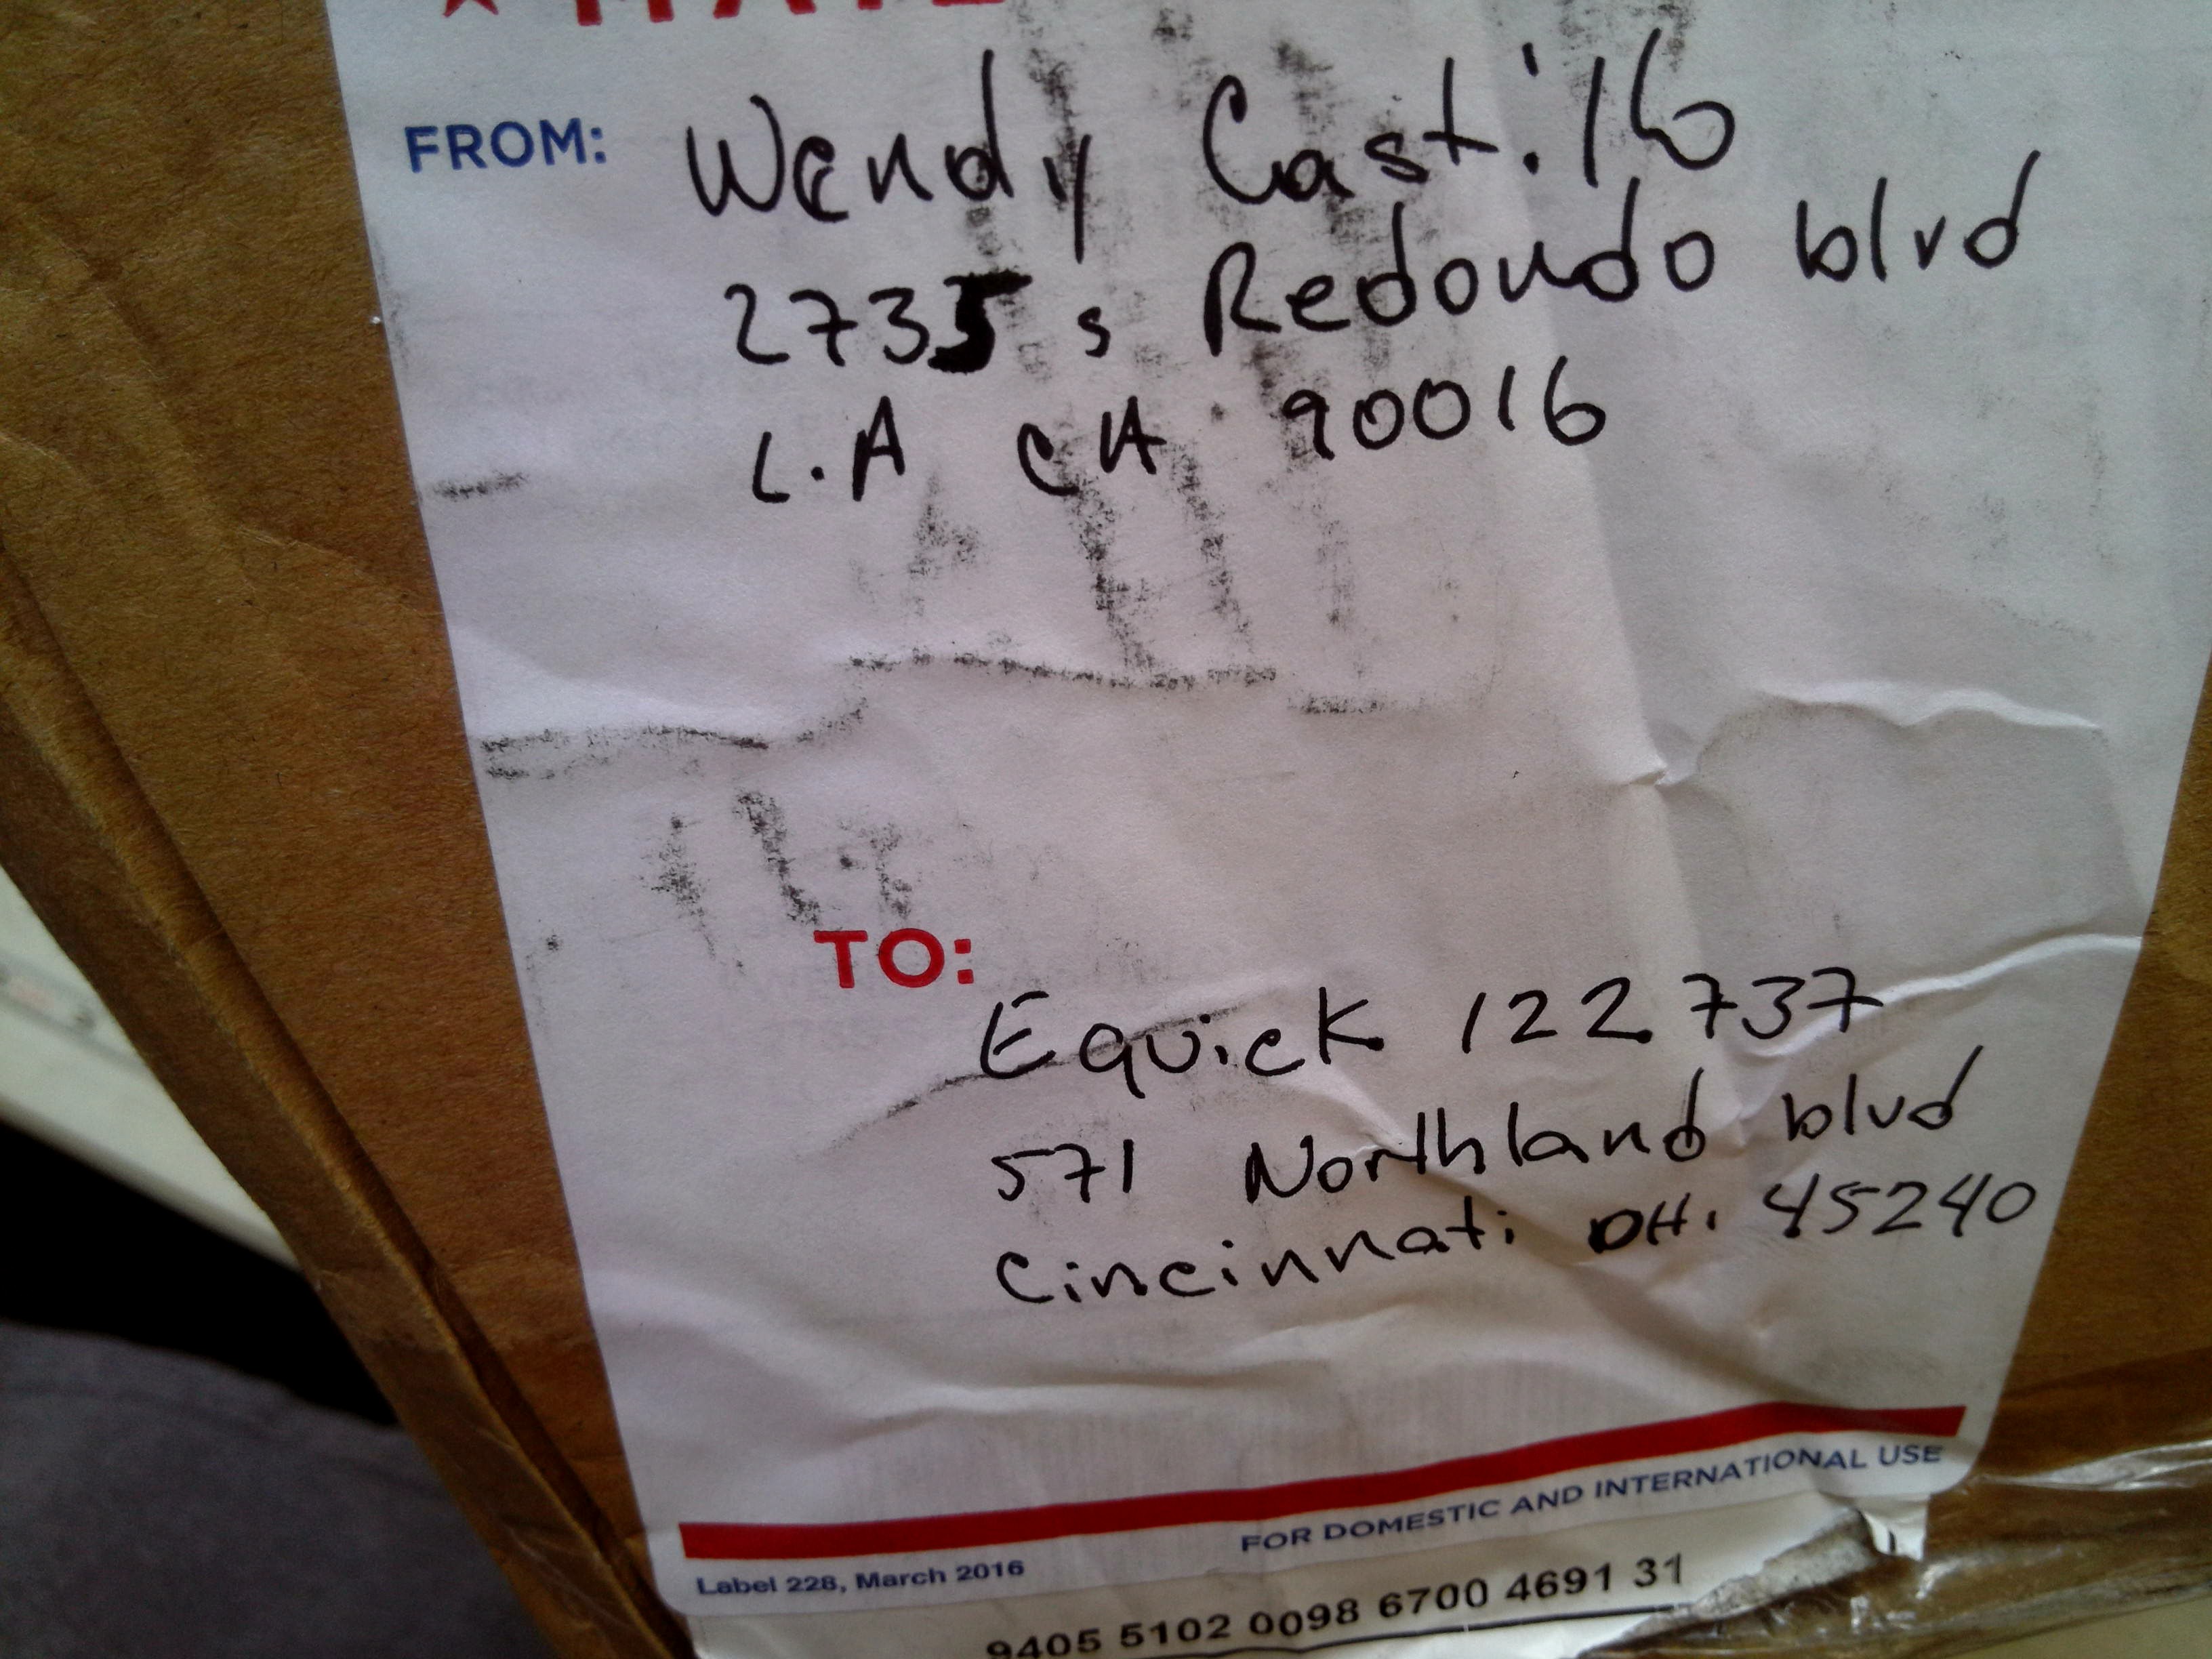 ★ MAIL
FROM: Wendy Castillo
2735 s Redondo blvd
L.A CA 90016
TO:
Equick 122737
571 Northland blvd
Cincinnati OH. 45240
FOR DOMESTIC AND INTERNATIONAL USE
Label 228, March 2016
9405 5102 0098 6700 4691 31